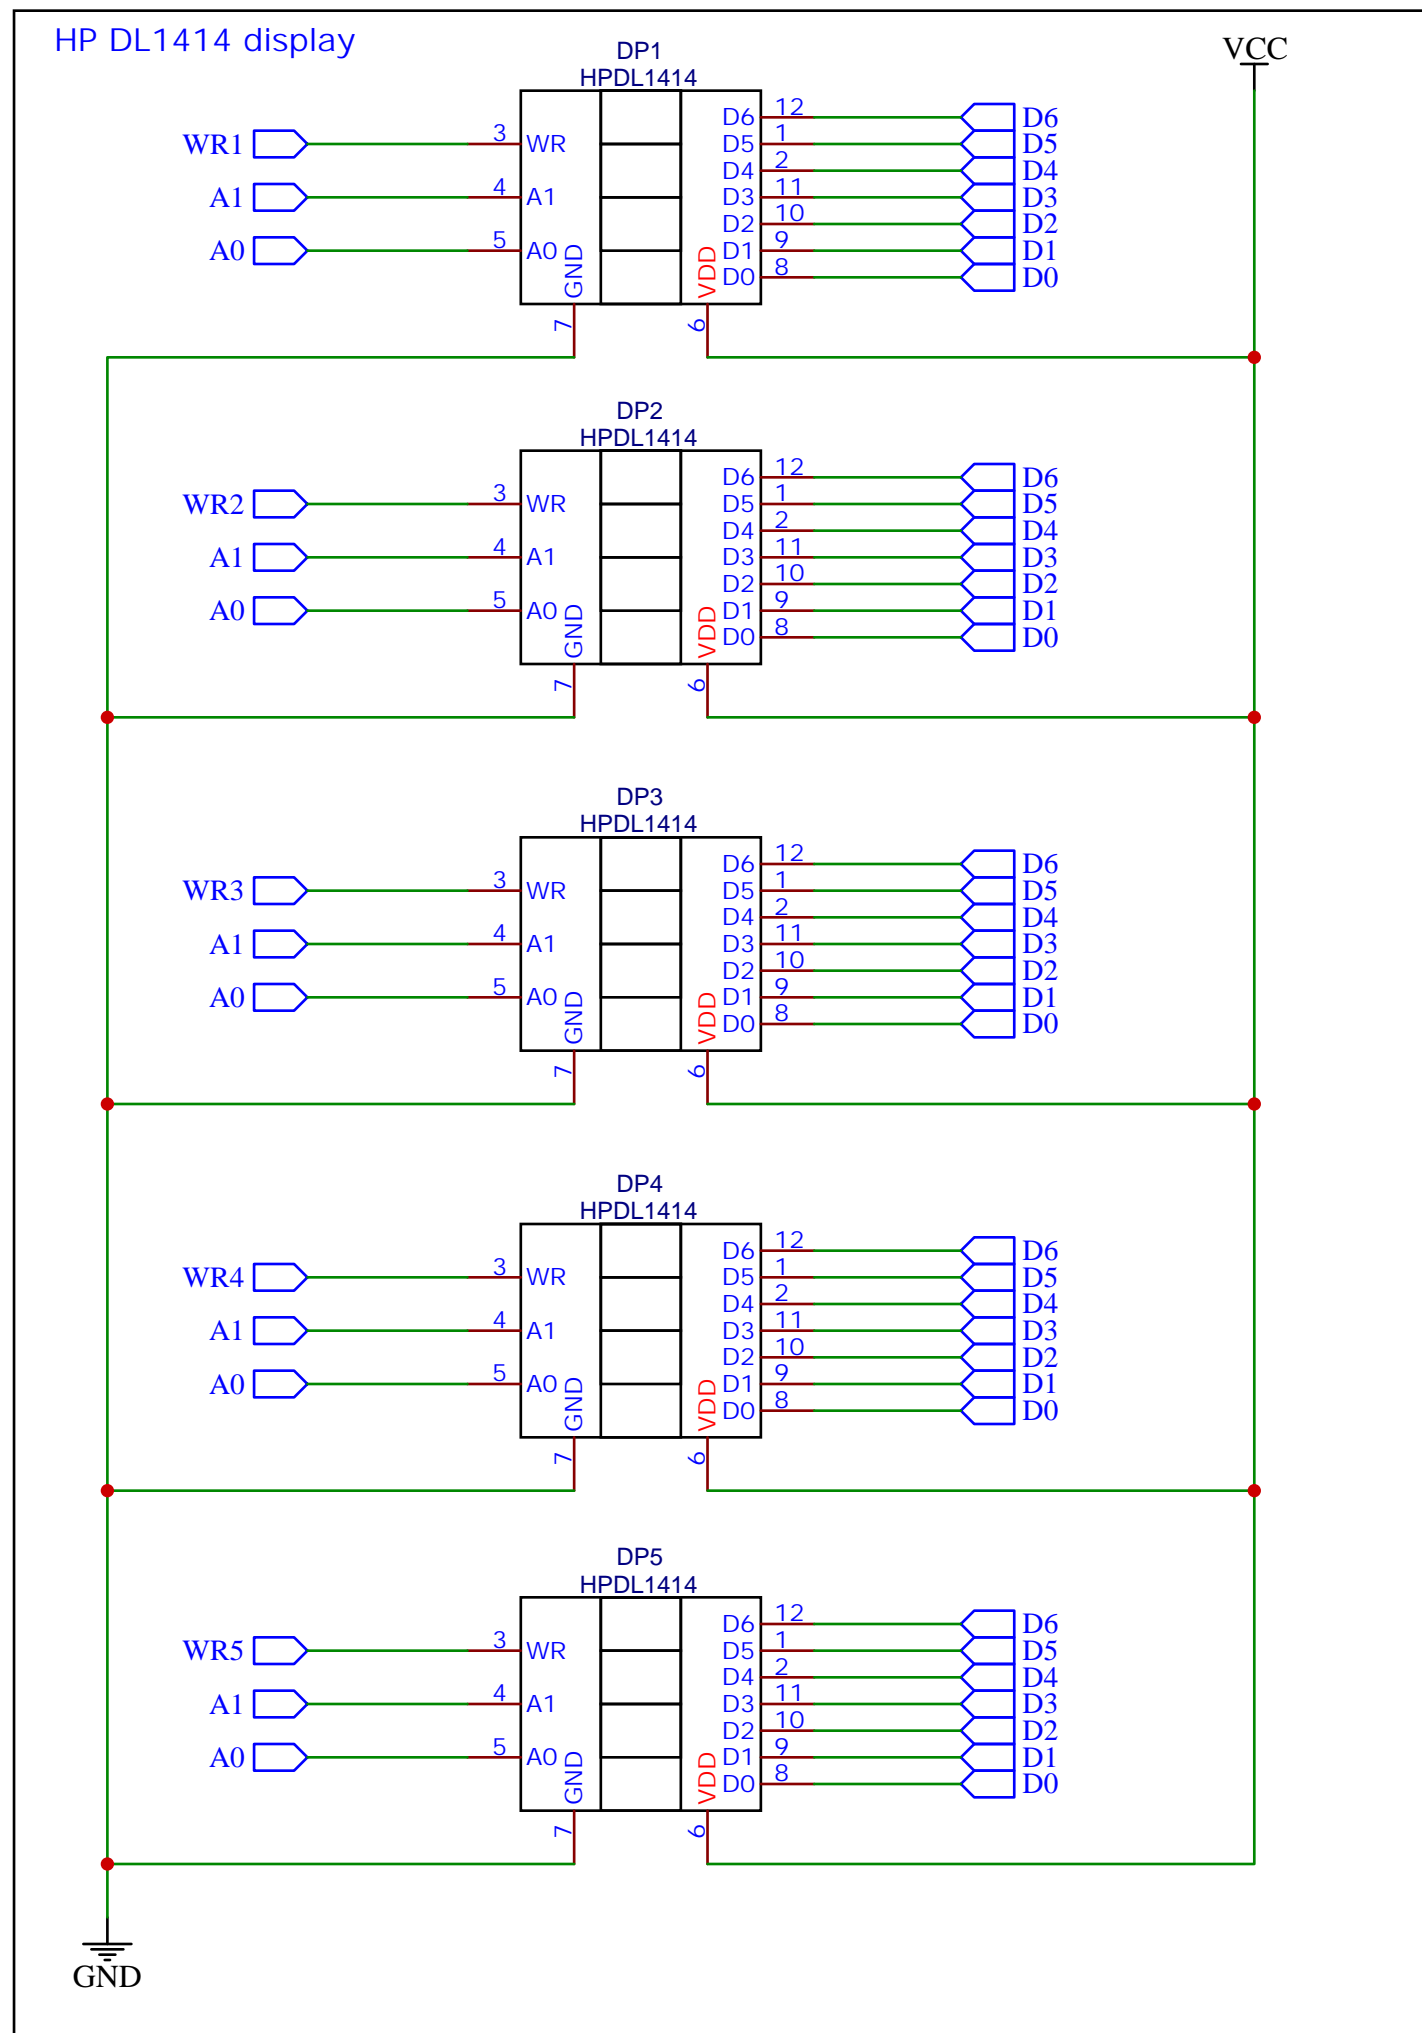 HP DL1414 display
VCC
DP1
HPDL1414
D6 12 D6
WR1 3 WR D5 1 D5
D4 2 D4
A1 4 A1 D3 11 D3
D2 10 D2
A0 5 A0 D1 9 D1
GND VDD D0 8 D0
7 6
DP2
HPDL1414
D6 12 D6
WR2 3 WR D5 1 D5
D4 2 D4
A1 4 A1 D3 11 D3
D2 10 D2
A0 5 A0 D1 9 D1
GND VDD D0 8 D0
7 6
DP3
HPDL1414
D6 12 D6
WR3 3 WR D5 1 D5
D4 2 D4
A1 4 A1 D3 11 D3
D2 10 D2
A0 5 A0 D1 9 D1
GND VDD D0 8 D0
7 6
DP4
HPDL1414
D6 12 D6
WR4 3 WR D5 1 D5
D4 2 D4
A1 4 A1 D3 11 D3
D2 10 D2
A0 5 A0 D1 9 D1
GND VDD D0 8 D0
7 6
DP5
HPDL1414
D6 12 D6
WR5 3 WR D5 1 D5
D4 2 D4
A1 4 A1 D3 11 D3
D2 10 D2
A0 5 A0 D1 9 D1
GND VDD D0 8 D0
7 6
GND